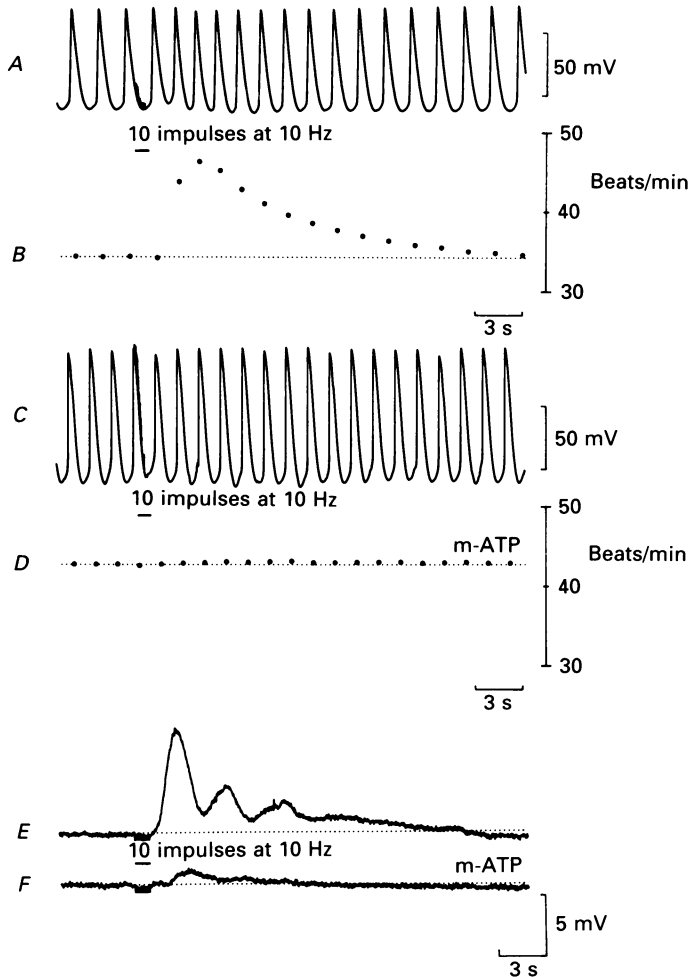 A
50 mV
10 impulses at 10 Hz
50
Beats/min
40
B
30
3 s
C
50 mV
10 impulses at 10 Hz
50
m-ATP
Beats/min
D
40
30
3 s
E
10 impulses at 10 Hz
m-ATP
F
5 mV
3 s